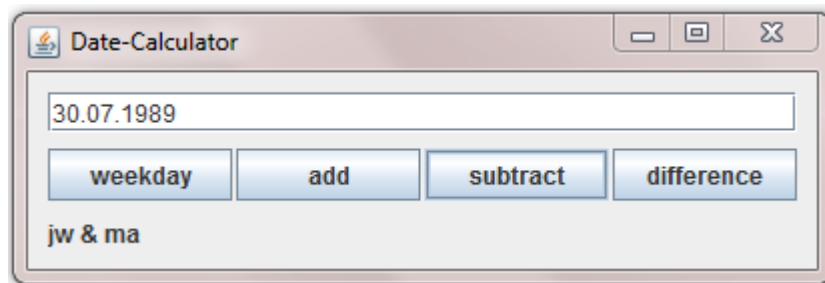 Date-Calculator
30.07.1989
weekday add subtract difference
jw & ma